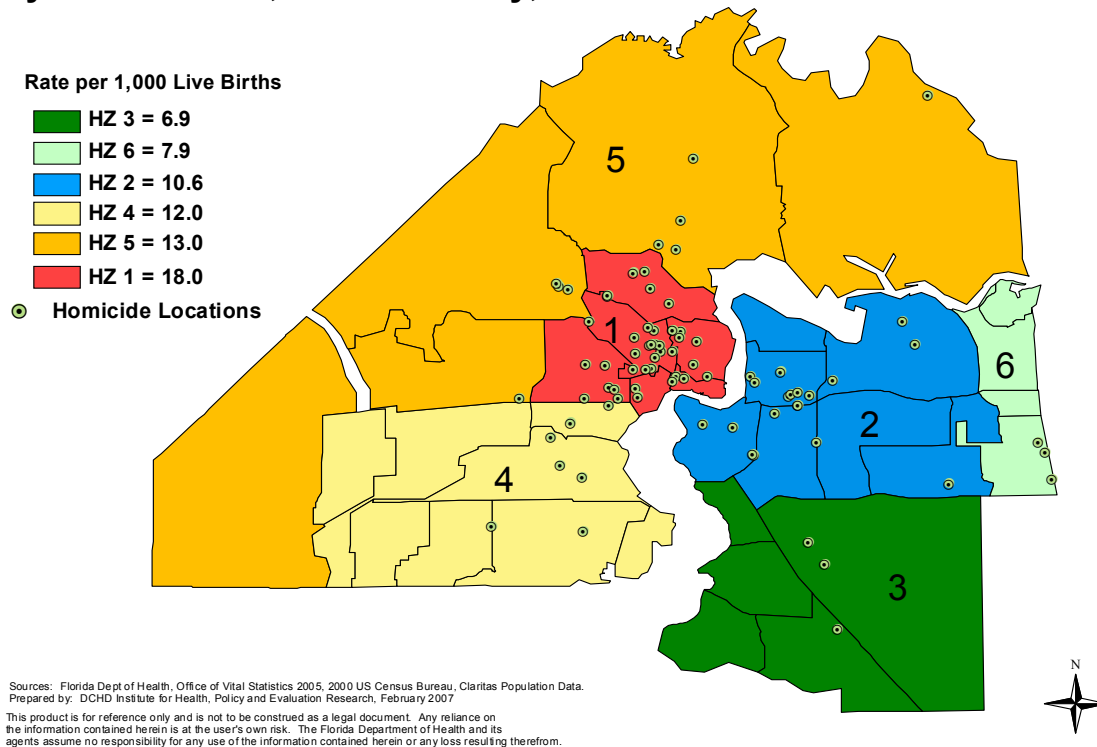 Rate per 1,000 Live Births
HZ 3 = 6.9
HZ 6 = 7.9
HZ 2 = 10.6
HZ 4 = 12.0
HZ 5 = 13.0
HZ 1 = 18.0
Homicide Locations
5
1
6
2
4
3
N
Sources: Florida Dept of Health, Office of Vital Statistics 2005, 2000 US Census Bureau, Claritas Population Data.
Prepared by: DCHD Institute for Health, Policy and Evaluation Research, February 2007
This product is for reference only and is not to be construed as a legal document. Any reliance on
the information contained herein is at the user's own risk. The Florida Department of Health and its
agents assume no responsibility for any use of the information contained herein or any loss resulting therefrom.